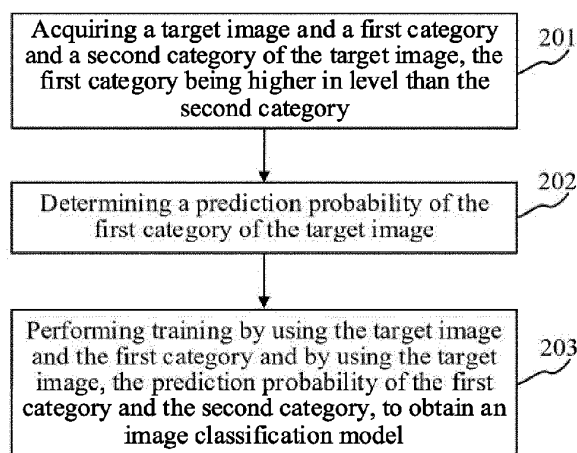 Acquiring a target image and a first category
and a second category of the target image, the
first category being higher in level than the
second category
201
Determining a prediction probability of the
first category of the target image
202
Performing training by using the target image
and the first category and by using the target
image, the prediction probability of the first
category and the second category, to obtain an
image classification model
203